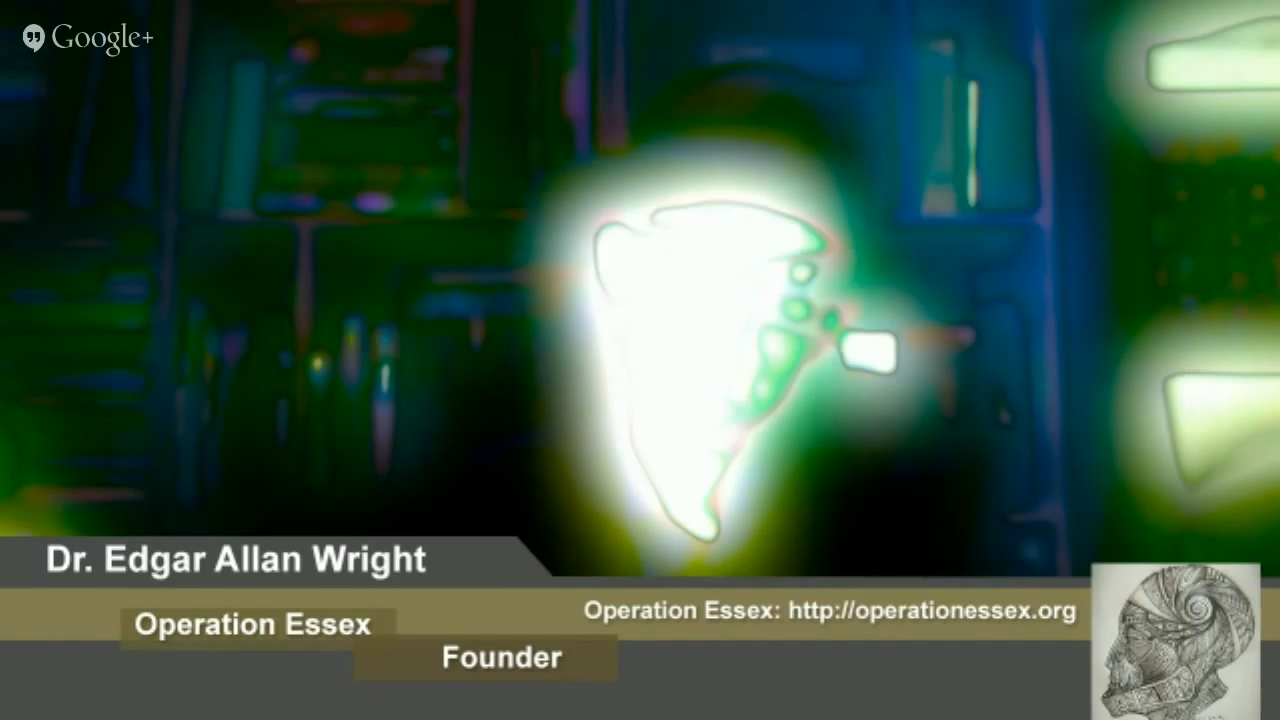 Google+
Dr. Edgar Allan Wright
Operation Essex: http://operationessex.org
Operation Essex
Founder